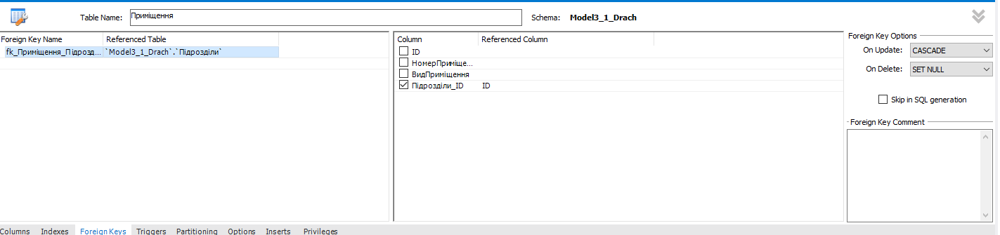 Table Name: Приміщення Schema: Model3_1_Drach
Foreign Key Name Referenced Table
fk_Приміщення_Підрозд... `Model3_1_Drach`.`Підрозділи`
Column Referenced Column
ID
НомерПриміще...
ВидПриміщення
Підрозділи_ID ID
Foreign Key Options
On Update: CASCADE
On Delete: SET NULL
Skip in SQL generation
Foreign Key Comment
Columns Indexes Foreign Keys Triggers Partitioning Options Inserts Privileges